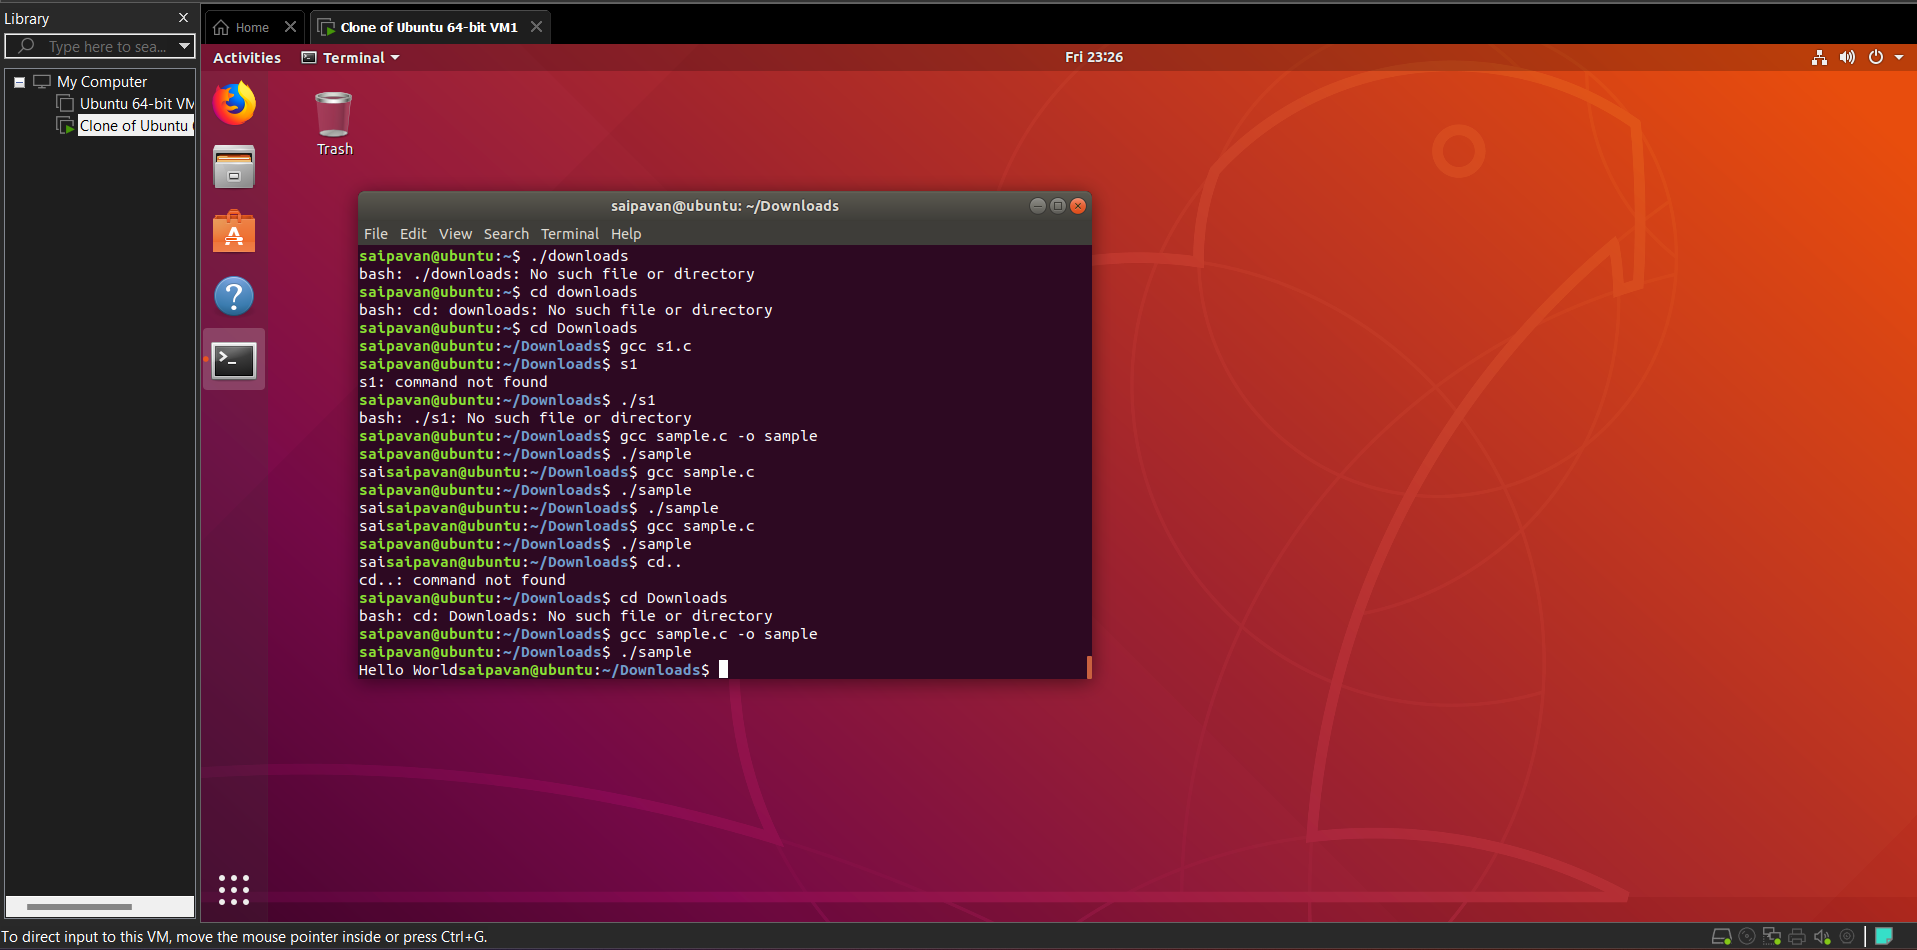 Library
Type here to sea...
My Computer
Ubuntu 64-bit VM
Clone of Ubuntu
Home
Clone of Ubuntu 64-bit VM1
Activities
Terminal
Fri 23:26
Trash
saipavan@ubuntu: ~/Downloads
File Edit View Search Terminal Help
saipavan@ubuntu:~$ ./downloads
bash: ./downloads: No such file or directory
saipavan@ubuntu:~$ cd downloads
bash: cd: downloads: No such file or directory
saipavan@ubuntu:~$ cd Downloads
saipavan@ubuntu:~/Downloads$ gcc s1.c
saipavan@ubuntu:~/Downloads$ s1
s1: command not found
saipavan@ubuntu:~/Downloads$ ./s1
bash: ./s1: No such file or directory
saipavan@ubuntu:~/Downloads$ gcc sample.c -o sample
saipavan@ubuntu:~/Downloads$ ./sample
saisaipavan@ubuntu:~/Downloads$ gcc sample.c
saipavan@ubuntu:~/Downloads$ ./sample
saisaipavan@ubuntu:~/Downloads$ ./sample
saisaipavan@ubuntu:~/Downloads$ gcc sample.c
saipavan@ubuntu:~/Downloads$ ./sample
saisaipavan@ubuntu:~/Downloads$ cd..
cd..: command not found
saipavan@ubuntu:~/Downloads$ cd Downloads
bash: cd: Downloads: No such file or directory
saipavan@ubuntu:~/Downloads$ gcc sample.c -o sample
saipavan@ubuntu:~/Downloads$ ./sample
Hello Worldsaipavan@ubuntu:~/Downloads$
To direct input to this VM, move the mouse pointer inside or press Ctrl+G.